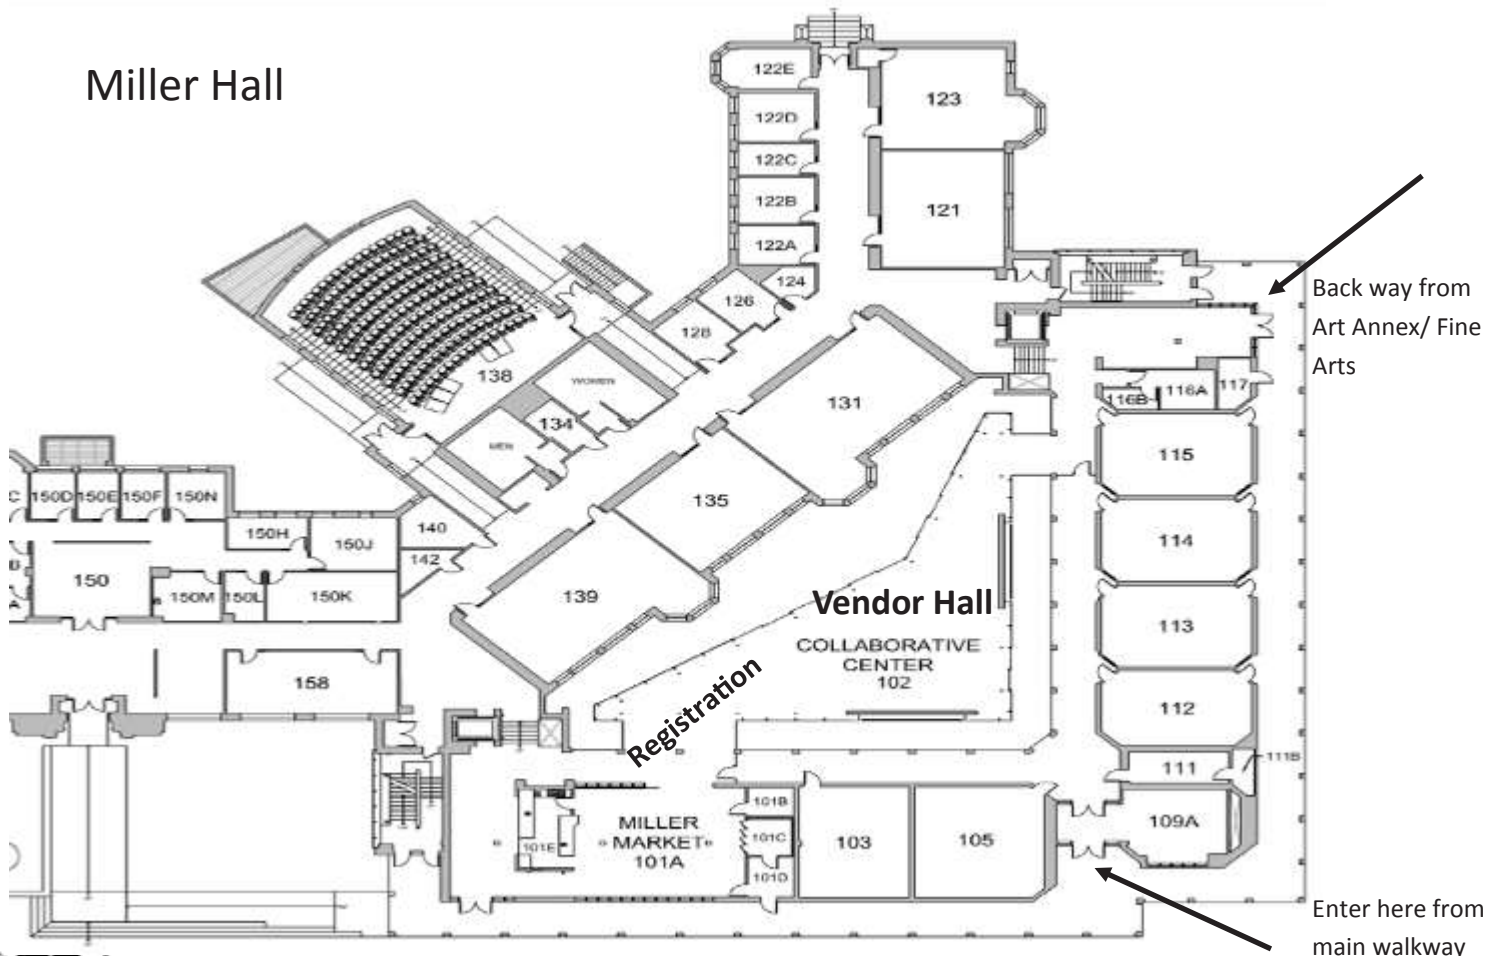 Miller Hall
122E
123
122D
122C
122B
121
122A
124
126
128
Back way from
Art Annex/ Fine
Arts
138
WOMEN
134
MEN
131
117
116A
116B
115
135
C
150D
150E
150F
150N
150H
150J
140
142
114
B
150
150M
150L
150K
A
139
Vendor Hall
COLLABORATIVE
CENTER
102
113
158
Registration
112
111
111B
101B
MILLER
MARKET
101A
101C
101E
101D
103
105
109A
Enter here from
main walkway